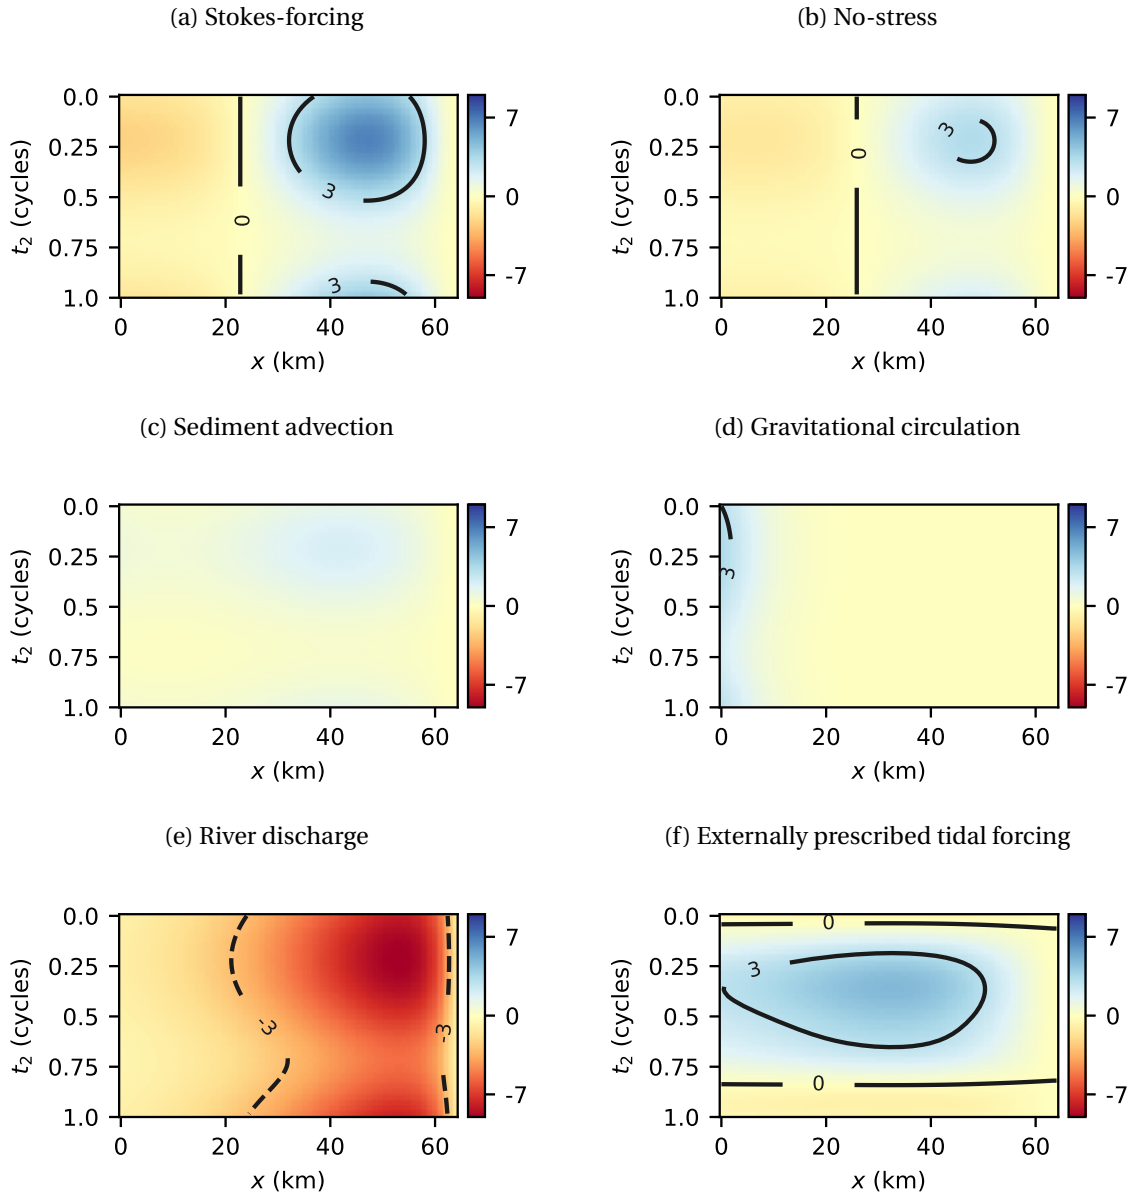 (a) Stokes-forcing
(b) No-stress
0.0
0.25
0.5
0.75
1.0
t2 (cycles)
3
0
3
0 20 40 60
x (km)
7
0
-7
0.0
0.25
0.5
0.75
1.0
t2 (cycles)
3
0
0 20 40 60
x (km)
7
0
-7
(c) Sediment advection
(d) Gravitational circulation
0.0
0.25
0.5
0.75
1.0
t2 (cycles)
0 20 40 60
x (km)
7
0
-7
0.0
0.25
0.5
0.75
1.0
t2 (cycles)
3
0 20 40 60
x (km)
7
0
-7
(e) River discharge
(f) Externally prescribed tidal forcing
0.0
0.25
0.5
0.75
1.0
t2 (cycles)
-3
-3
0 20 40 60
x (km)
7
0
-7
0.0
0.25
0.5
0.75
1.0
t2 (cycles)
0
3
0
0 20 40 60
x (km)
7
0
-7